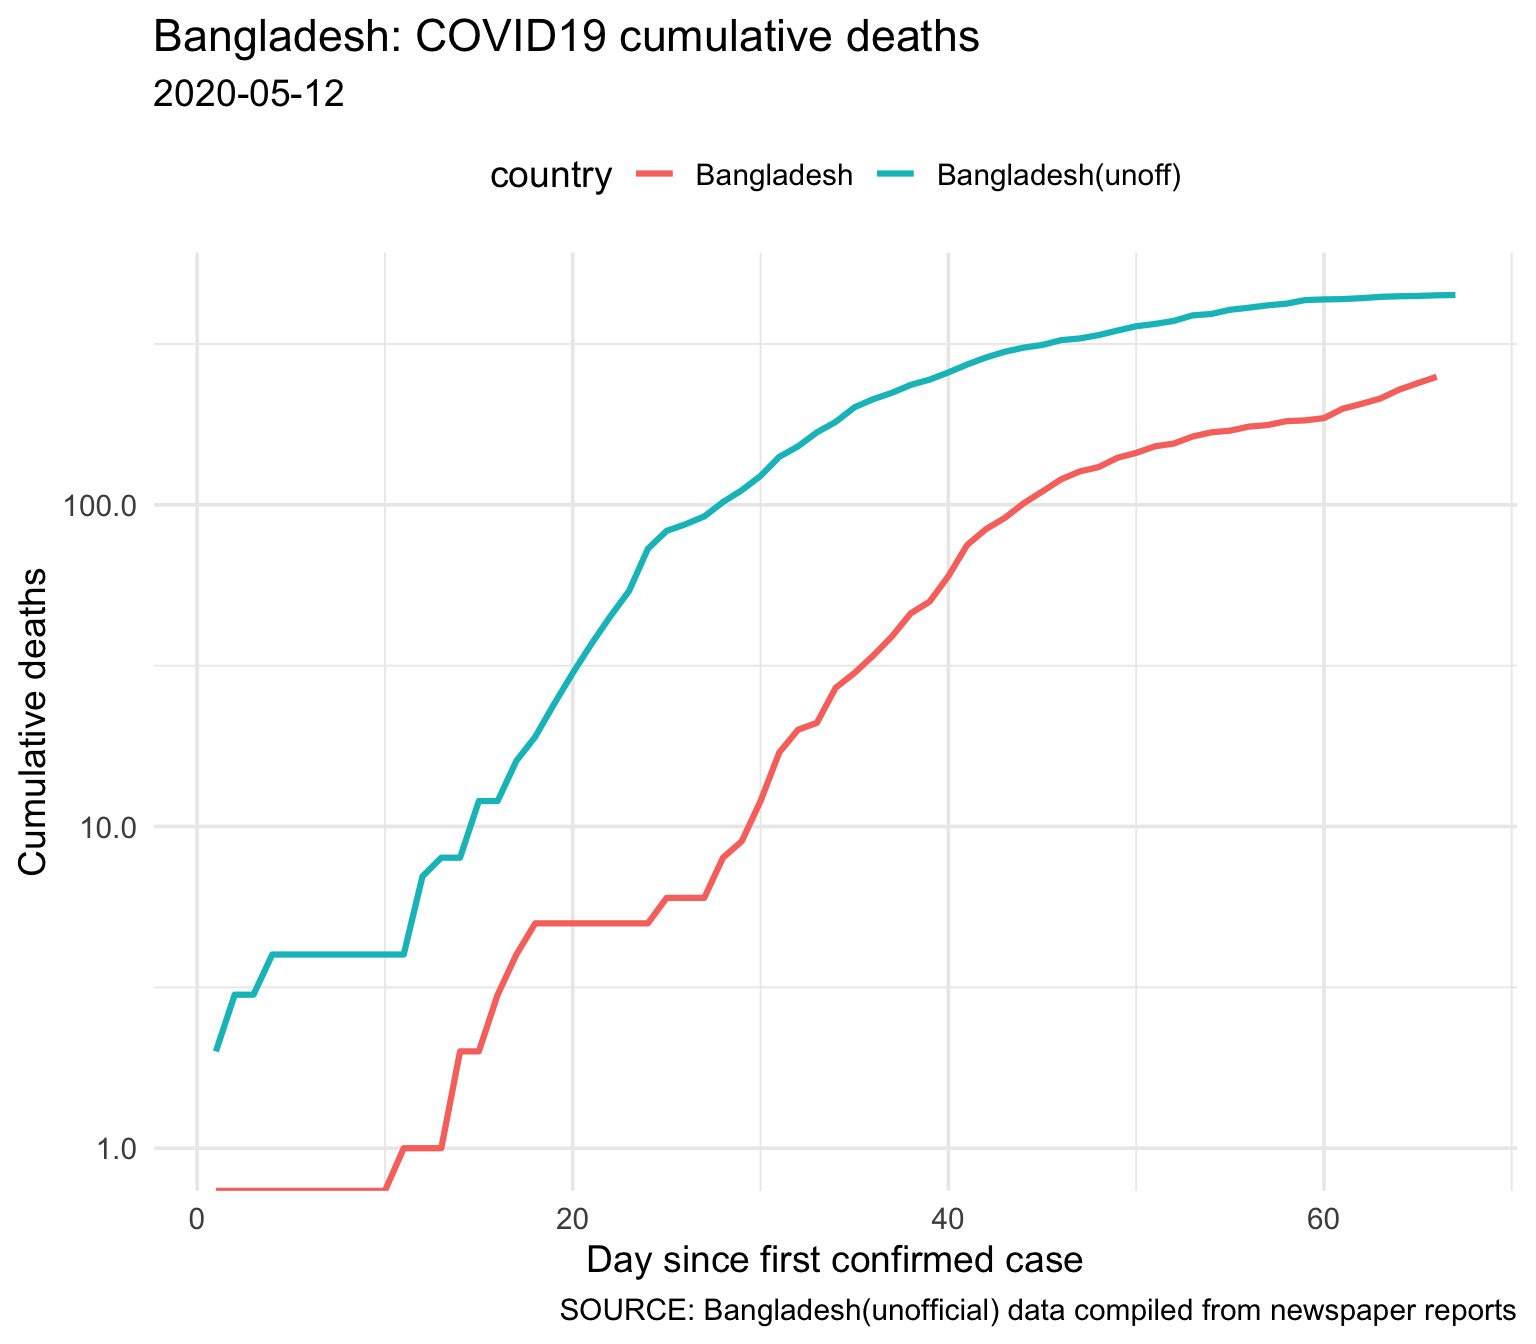 Bangladesh: COVID19 cumulative deaths
2020-05-12
country Bangladesh Bangladesh(unoff)
Cumulative deaths
100.0
10.0
1.0
0 20 40 60
Day since first confirmed case
SOURCE: Bangladesh(unofficial) data compiled from newspaper reports